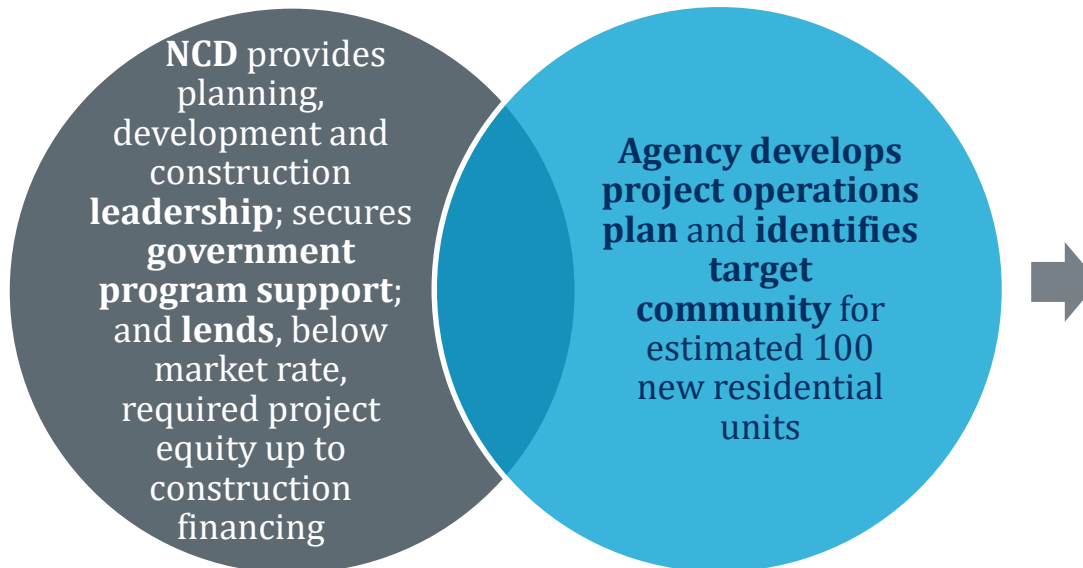 NCD provides
planning,
development and
construction
leadership; secures
government
program support;
and lends, below
market rate,
required project
equity up to
construction
financing
Agency develops
project operations
plan and identifies
target
community for
estimated 100
new residential
units